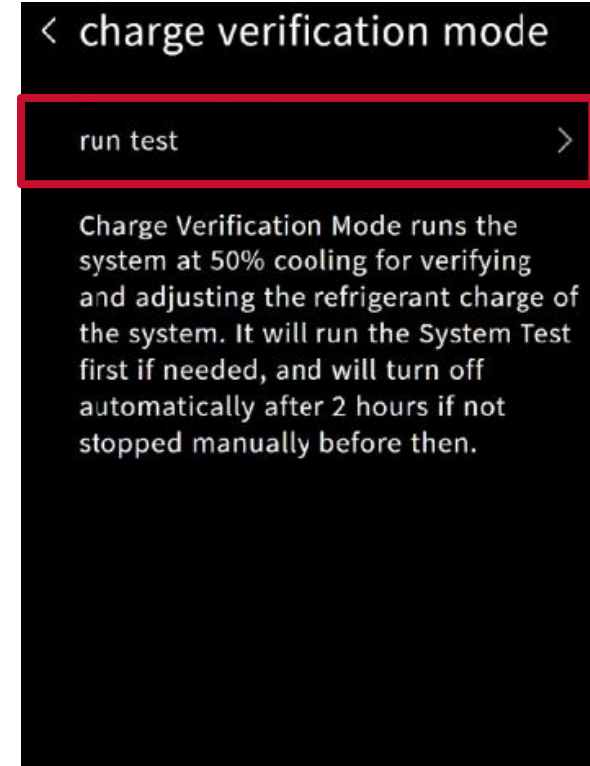 < charge verification mode
run test >
Charge Verification Mode runs the
system at 50% cooling for verifying
and adjusting the refrigerant charge of
the system. It will run the System Test
first if needed, and will turn off
automatically after 2 hours if not
stopped manually before then.